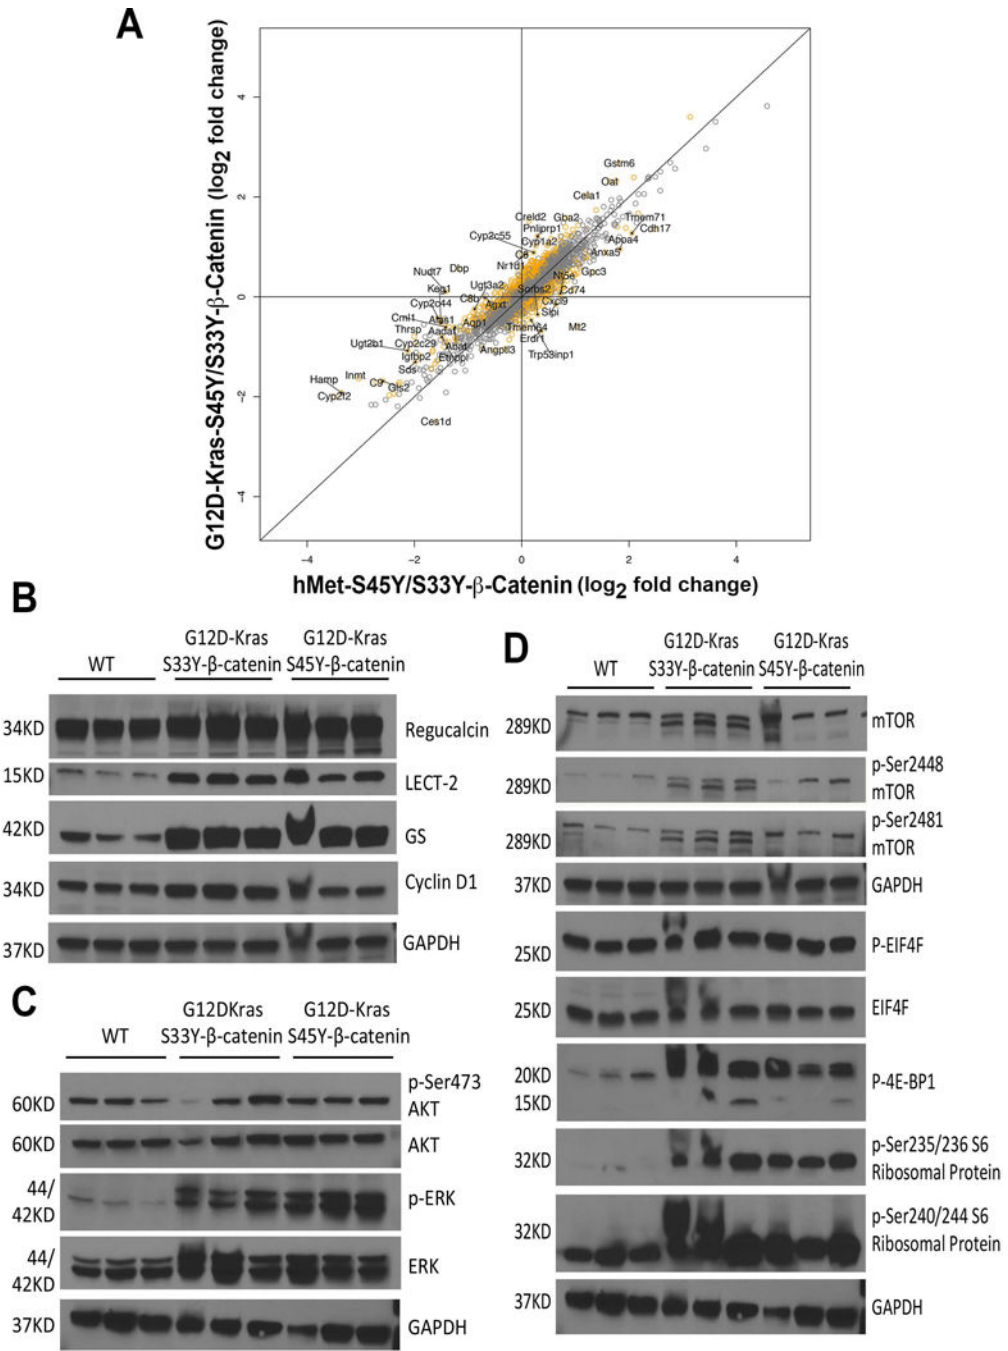 A
G12D-Kras-S45Y/S33Y-β-Catenin (log2 fold change)
4
2
0
−2
−4
Gstm6
Oat
Cela1
Creld2
Gba2
Tmem71
Pnliprp1
Cdh17
Cyp2c55
Cyp1a2
Appa4
C6
Anxa5
Dbp
Nr1d1
Nudt7
Nt5e
Gpc3
Keg1
Ugt3a2
Sorbs2
Cd74
Cyp2c44
C8b
Agxt
Cxcl9
Slpi
Cml1
Aqp1
Tmem64
Mt2
Thrsp
Aadat
Erdr1
Ugt2b1
Cyp2c29
Angptl3
Trp53inp1
Igfbp2
Etnppl
Sds
Inmt
Hamp
C9
Gls2
Cyp2f2
Ces1d
−4
−2
0
2
4
hMet-S45Y/S33Y-β-Catenin (log2 fold change)
B
WT
G12D-Kras
S33Y-β-catenin
G12D-Kras
S45Y-β-catenin
34KD
Regucalcin
15KD
LECT-2
42KD
GS
34KD
Cyclin D1
37KD
GAPDH
C
WT
G12DKras
S33Y-β-catenin
G12D-Kras
S45Y-β-catenin
60KD
p-Ser473
AKT
60KD
AKT
44/
42KD
p-ERK
44/
42KD
ERK
37KD
GAPDH
D
WT
G12D-Kras
S33Y-β-catenin
G12D-Kras
S45Y-β-catenin
289KD
mTOR
289KD
p-Ser2448
mTOR
289KD
p-Ser2481
mTOR
37KD
GAPDH
25KD
P-EIF4F
25KD
EIF4F
20KD
15KD
P-4E-BP1
32KD
p-Ser235/236 S6
Ribosomal Protein
32KD
p-Ser240/244 S6
Ribosomal Protein
37KD
GAPDH